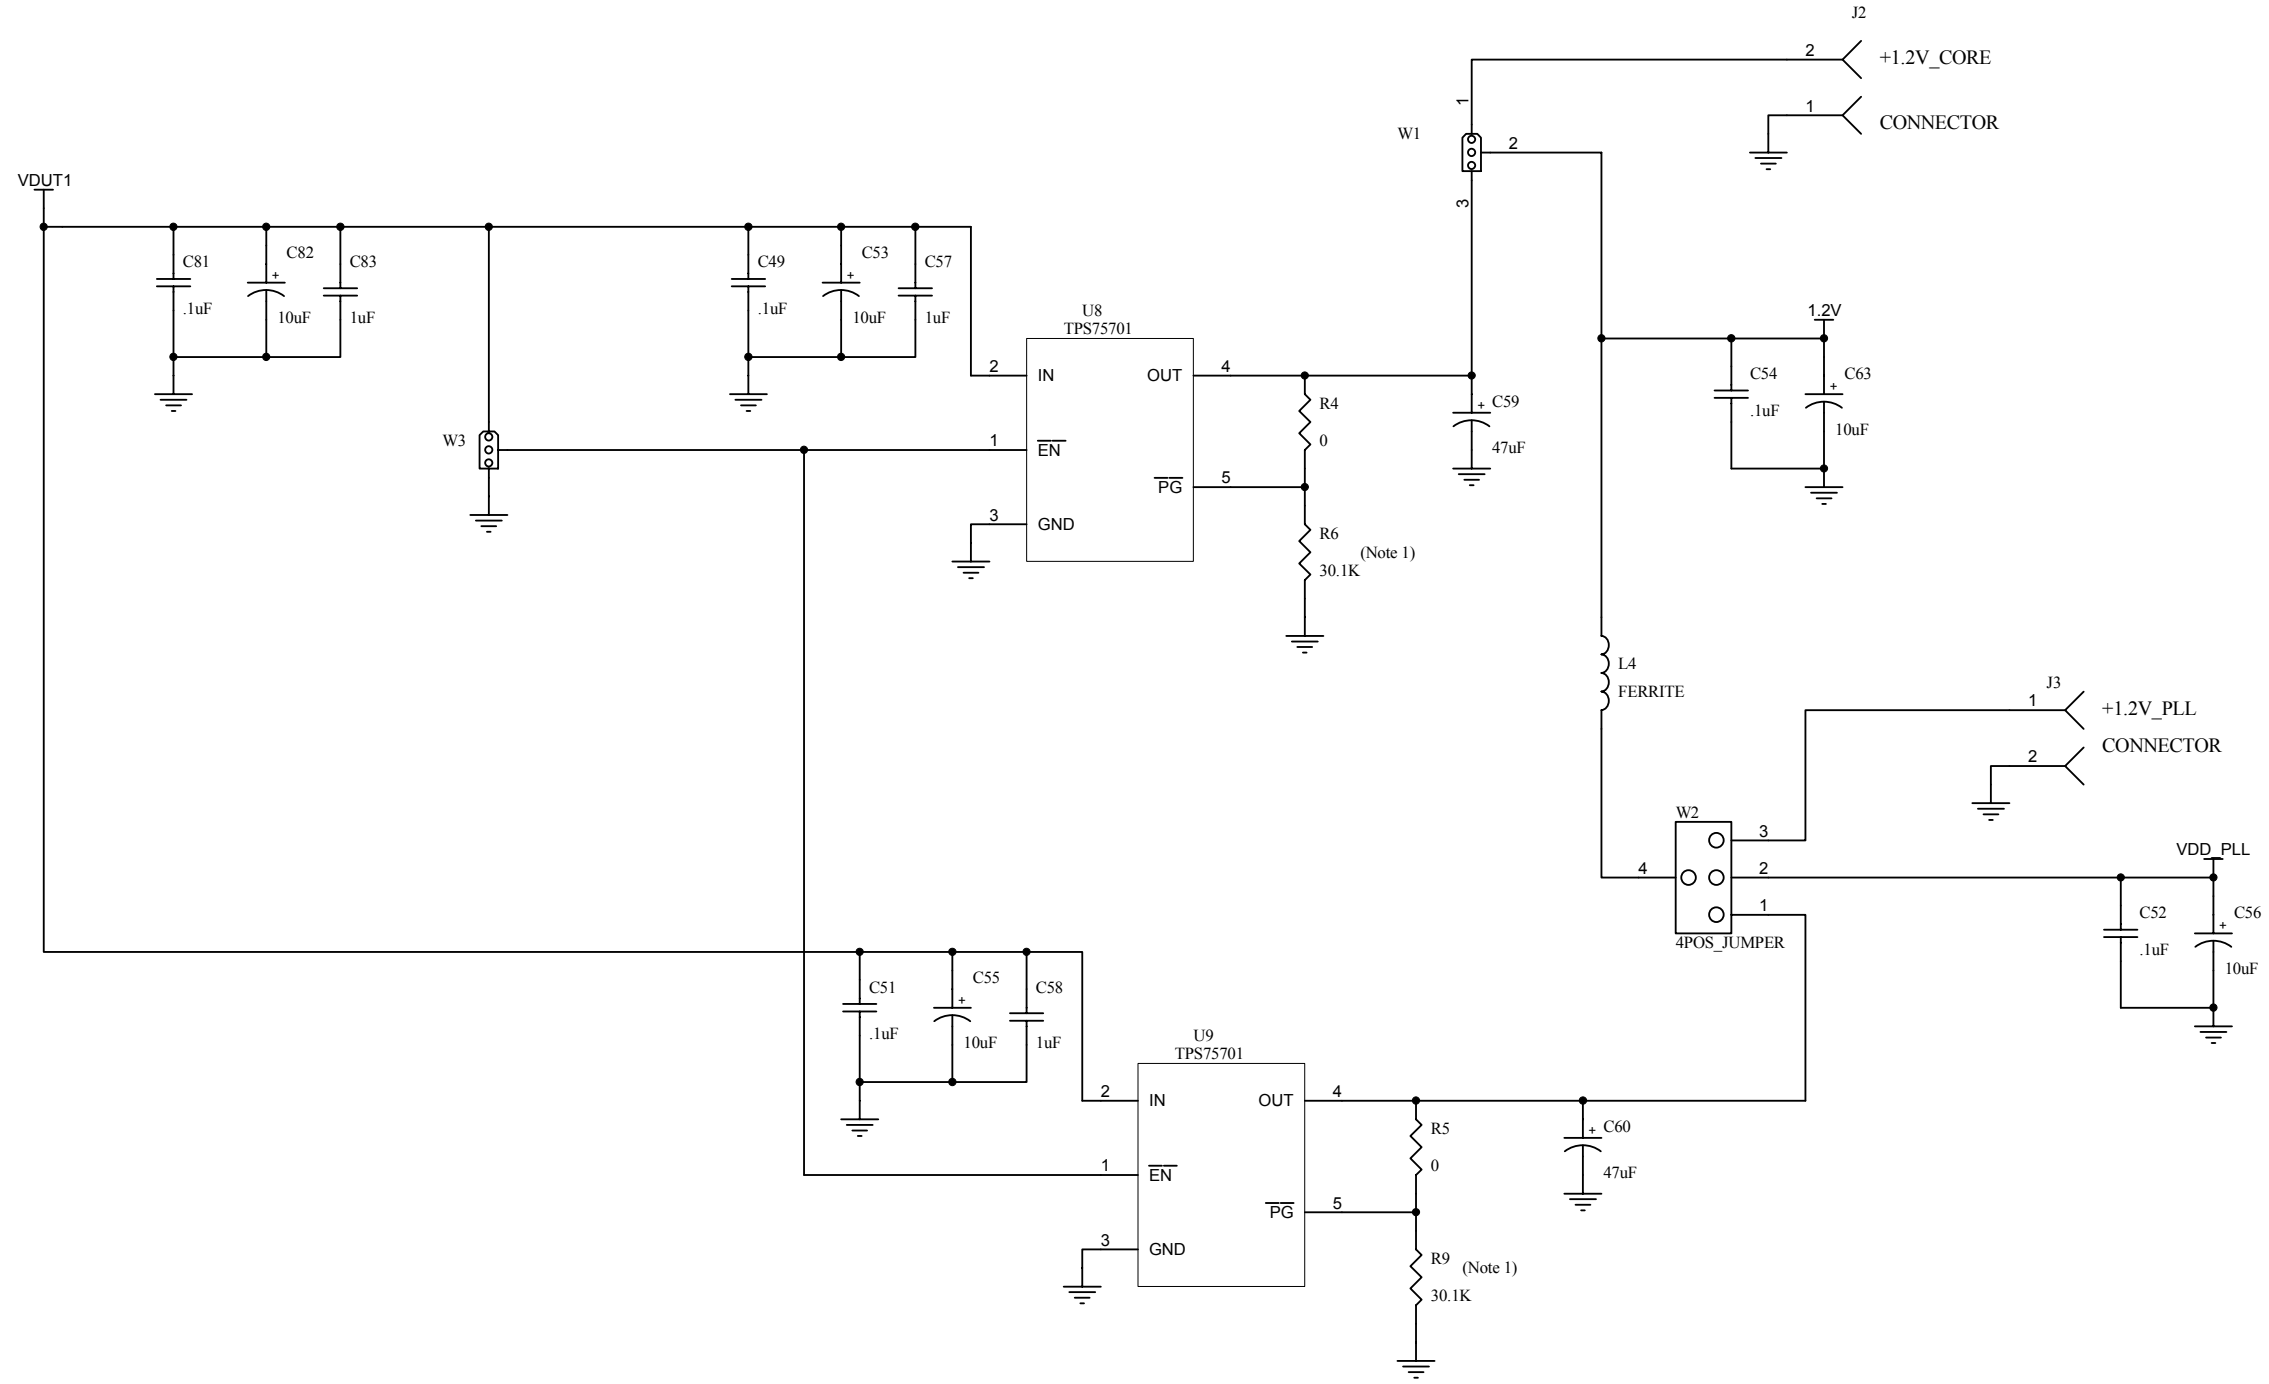 J2
2
+1.2V_CORE
1
CONNECTOR
1
W1
2
3
VDUT1
C81
.1uF
C82
+
10uF
C83
1uF
C49
.1uF
C53
+
10uF
C57
1uF
U8
TPS75701
2
IN
OUT
4
1
EN
PG
5
3
GND
R4
0
R6
(Note 1)
30.1K
+
C59
47uF
1.2V
C54
.1uF
C63
+
10uF
W3
L4
FERRITE
J3
1
+1.2V_PLL
CONNECTOR
2
W2
3
4
2
1
4POS_JUMPER
VDD_PLL
C52
.1uF
C56
+
10uF
C51
.1uF
C55
+
10uF
C58
1uF
U9
TPS75701
2
IN
OUT
4
1
EN
PG
5
3
GND
R5
0
R9
(Note 1)
30.1K
+
C60
47uF